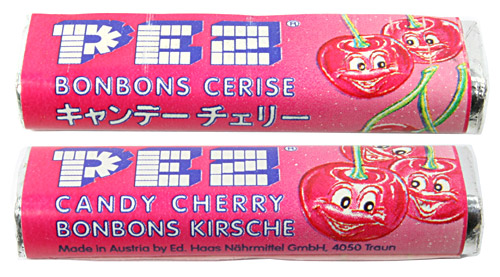 PEZ®
BONBONS CERISE
キャンデー チェリー
PEZ®
CANDY CHERRY
BONBONS KIRSCHE
Made in Austria by Ed. Haas Nährmittel GmbH, 4050 Traun